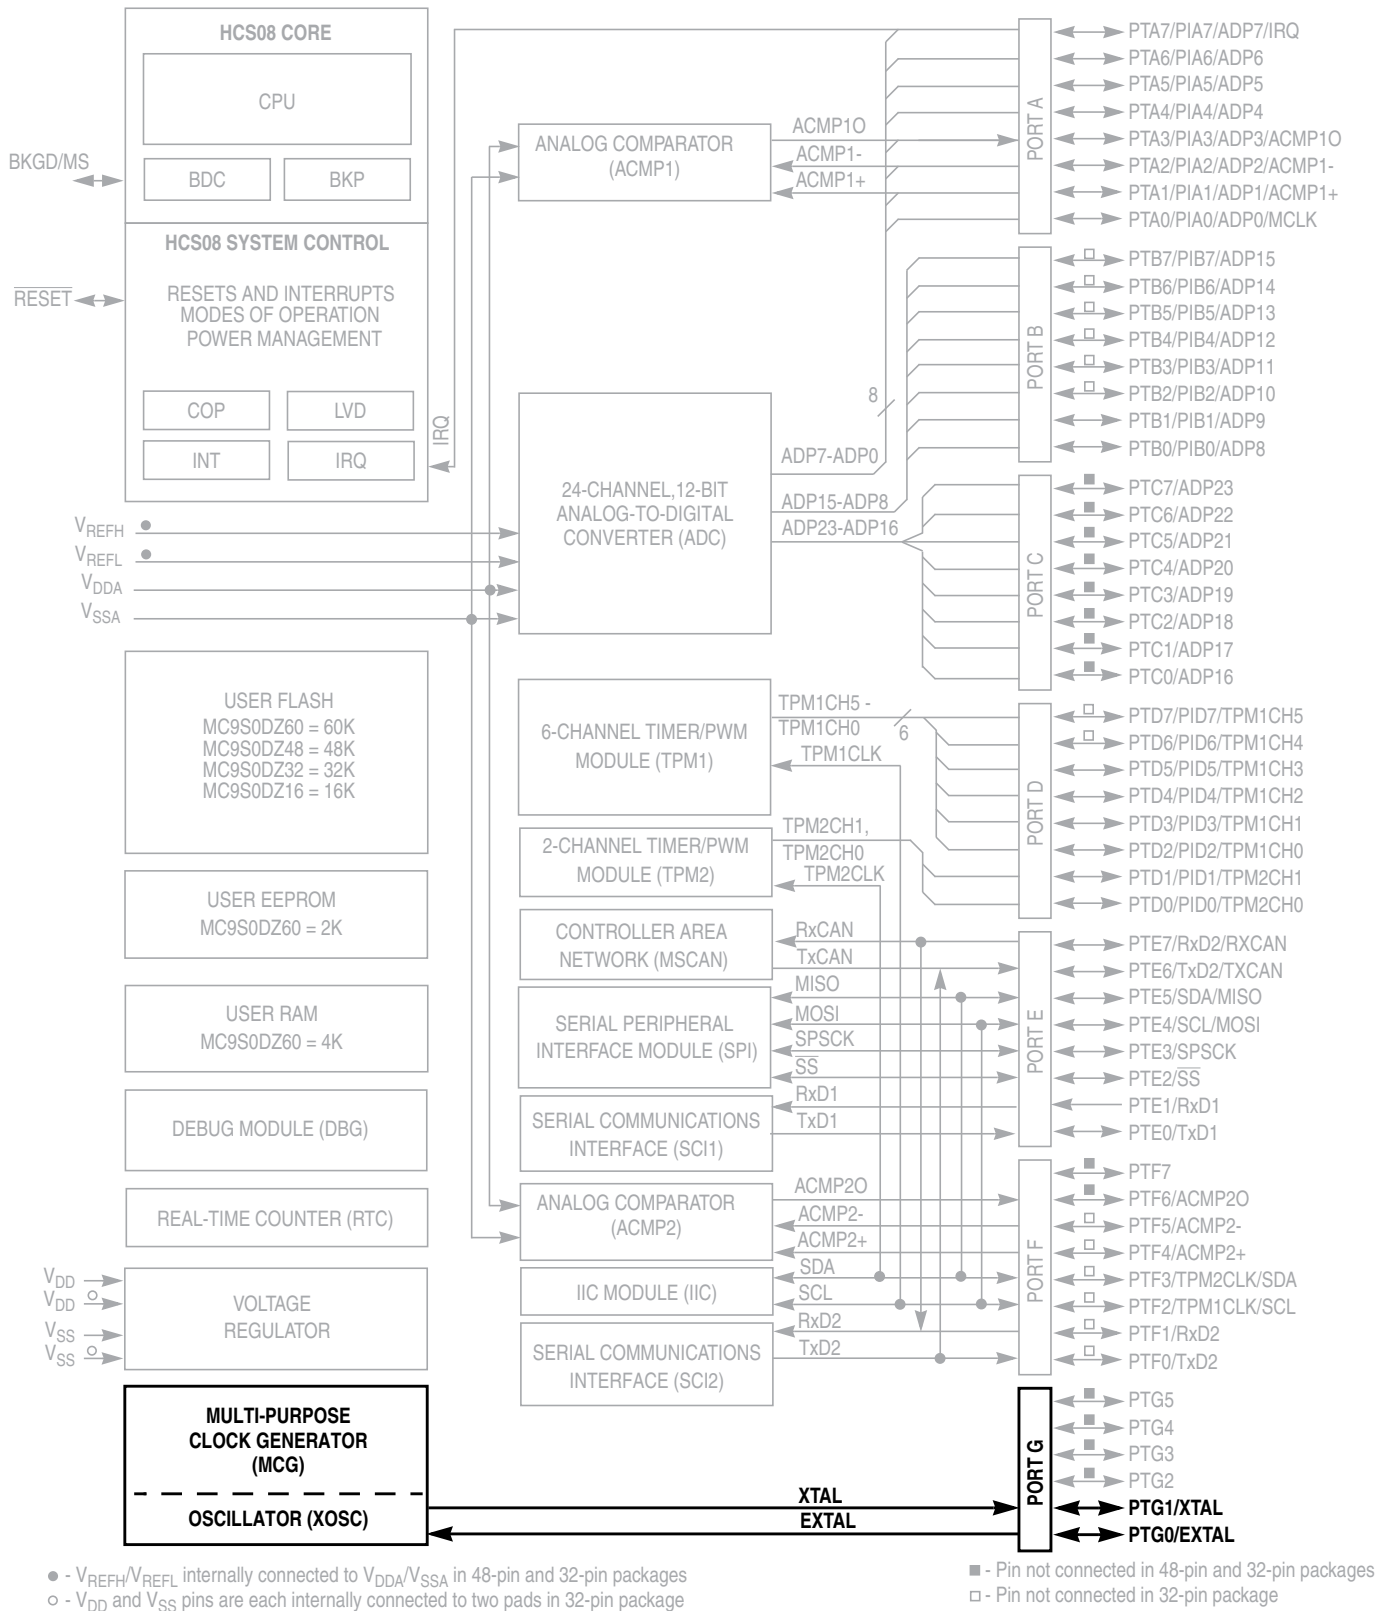 HCS08 CORE
CPU
BDC
BKP
BKGD/MS
HCS08 SYSTEM CONTROL
RESETS AND INTERRUPTS
MODES OF OPERATION
POWER MANAGEMENT
RESET
COP
LVD
INT
IRQ
IRQ
VREFH
VREFL
VDDA
VSSA
USER FLASH
MC9S0DZ60 = 60K
MC9S0DZ48 = 48K
MC9S0DZ32 = 32K
MC9S0DZ16 = 16K
USER EEPROM
MC9S0DZ60 = 2K
USER RAM
MC9S0DZ60 = 4K
DEBUG MODULE (DBG)
REAL-TIME COUNTER (RTC)
VDD
VDD
VSS
VSS
VOLTAGE
REGULATOR
MULTI-PURPOSE
CLOCK GENERATOR
(MCG)
OSCILLATOR (XOSC)
ANALOG COMPARATOR
(ACMP1)
ACMP1O
ACMP1-
ACMP1+
24-CHANNEL,12-BIT
ANALOG-TO-DIGITAL
CONVERTER (ADC)
8
ADP7-ADP0
ADP15-ADP8
ADP23-ADP16
6-CHANNEL TIMER/PWM
MODULE (TPM1)
TPM1CH5 -
TPM1CH0
6
TPM1CLK
2-CHANNEL TIMER/PWM
MODULE (TPM2)
TPM2CH1,
TPM2CH0
TPM2CLK
CONTROLLER AREA
NETWORK (MSCAN)
RxCAN
TxCAN
SERIAL PERIPHERAL
INTERFACE MODULE (SPI)
MISO
MOSI
SPSCK
SS
SERIAL COMMUNICATIONS
INTERFACE (SCI1)
RxD1
TxD1
ANALOG COMPARATOR
(ACMP2)
ACMP2O
ACMP2-
ACMP2+
IIC MODULE (IIC)
SDA
SCL
SERIAL COMMUNICATIONS
INTERFACE (SCI2)
RxD2
TxD2
XTAL
EXTAL
PORT A
PTA7/PIA7/ADP7/IRQ
PTA6/PIA6/ADP6
PTA5/PIA5/ADP5
PTA4/PIA4/ADP4
PTA3/PIA3/ADP3/ACMP1O
PTA2/PIA2/ADP2/ACMP1-
PTA1/PIA1/ADP1/ACMP1+
PTA0/PIA0/ADP0/MCLK
PORT B
PTB7/PIB7/ADP15
PTB6/PIB6/ADP14
PTB5/PIB5/ADP13
PTB4/PIB4/ADP12
PTB3/PIB3/ADP11
PTB2/PIB2/ADP10
PTB1/PIB1/ADP9
PTB0/PIB0/ADP8
PORT C
PTC7/ADP23
PTC6/ADP22
PTC5/ADP21
PTC4/ADP20
PTC3/ADP19
PTC2/ADP18
PTC1/ADP17
PTC0/ADP16
PORT D
PTD7/PID7/TPM1CH5
PTD6/PID6/TPM1CH4
PTD5/PID5/TPM1CH3
PTD4/PID4/TPM1CH2
PTD3/PID3/TPM1CH1
PTD2/PID2/TPM1CH0
PTD1/PID1/TPM2CH1
PTD0/PID0/TPM2CH0
PORT E
PTE7/RxD2/RXCAN
PTE6/TxD2/TXCAN
PTE5/SDA/MISO
PTE4/SCL/MOSI
PTE3/SPSCK
PTE2/SS
PTE1/RxD1
PTE0/TxD1
PORT F
PTF7
PTF6/ACMP2O
PTF5/ACMP2-
PTF4/ACMP2+
PTF3/TPM2CLK/SDA
PTF2/TPM1CLK/SCL
PTF1/RxD2
PTF0/TxD2
PORT G
PTG5
PTG4
PTG3
PTG2
PTG1/XTAL
PTG0/EXTAL
● - VREFH/VREFL internally connected to VDDA/VSSA in 48-pin and 32-pin packages
○ - VDD and VSS pins are each internally connected to two pads in 32-pin package
■ - Pin not connected in 48-pin and 32-pin packages
□ - Pin not connected in 32-pin package